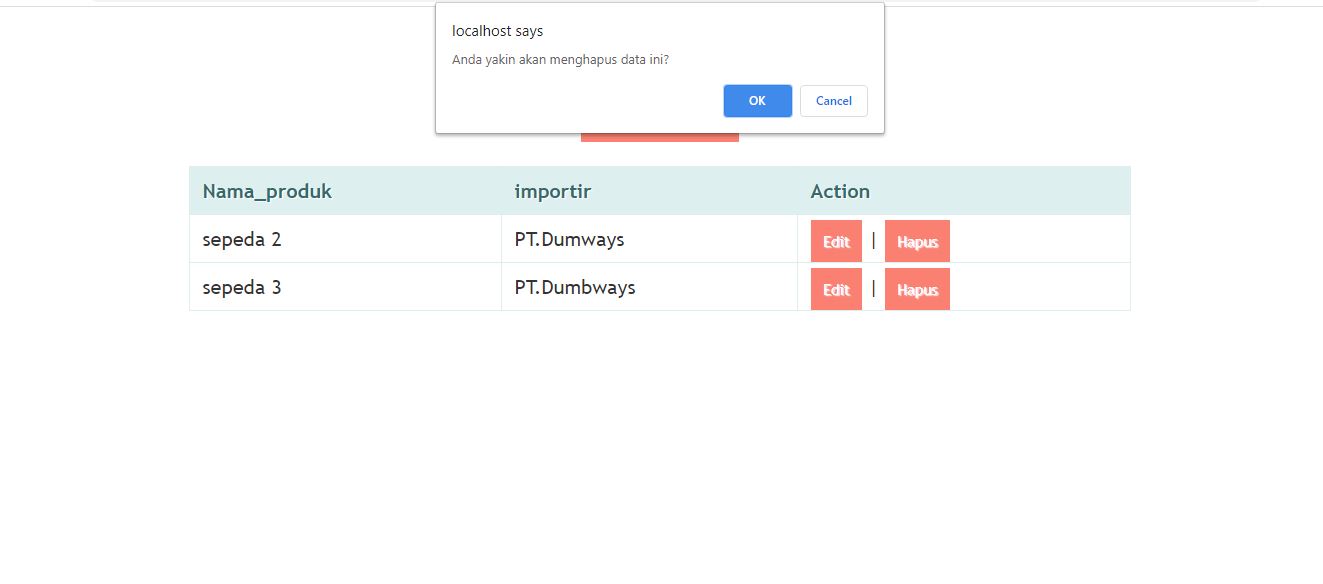 localhost says
Anda yakin akan menghapus data ini?
OK Cancel
Nama_produk importir Action
sepeda 2 PT.Dumways Edit | Hapus
sepeda 3 PT.Dumbways Edit | Hapus